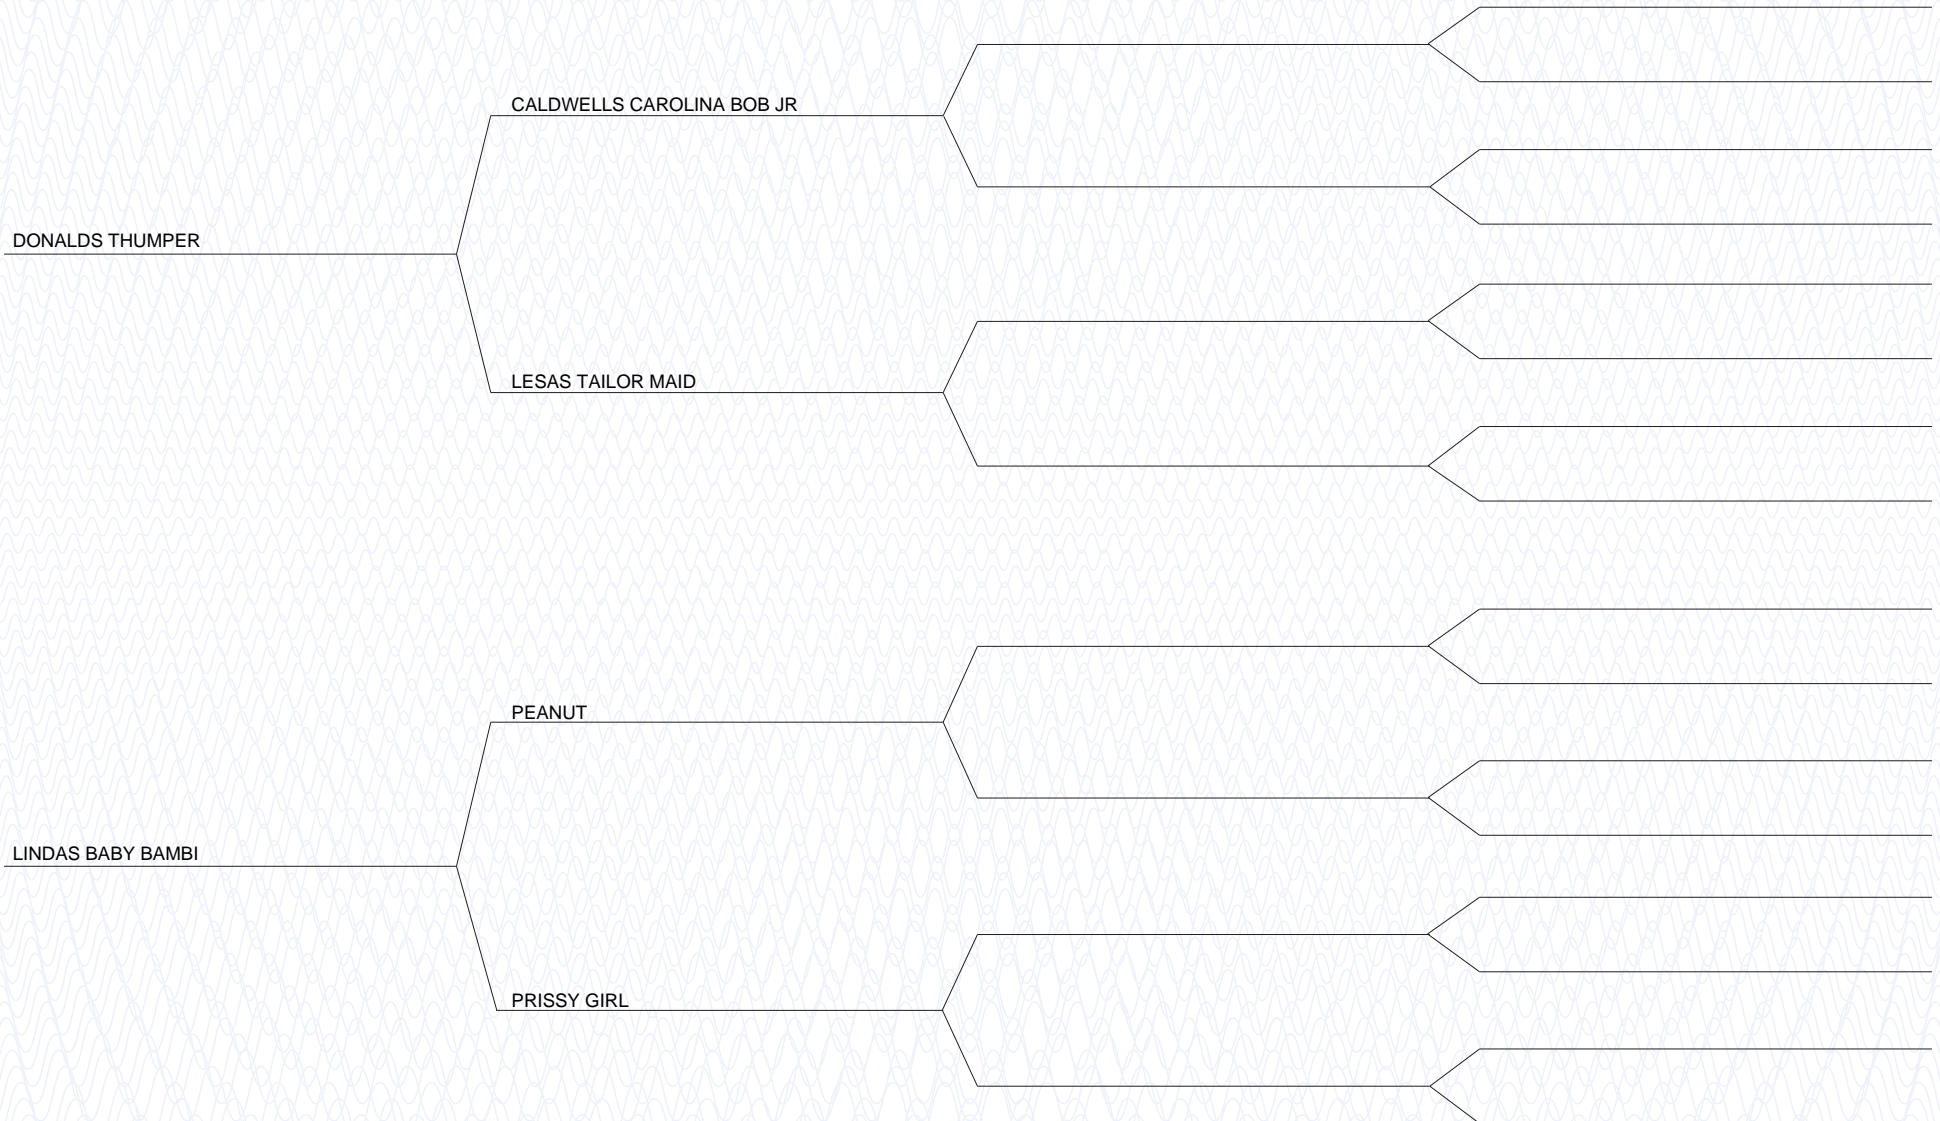 CALDWELLS CAROLINA BOB JR
DONALDS THUMPER
LESAS TAILOR MAID
PEANUT
LINDAS BABY BAMBI
PRISSY GIRL